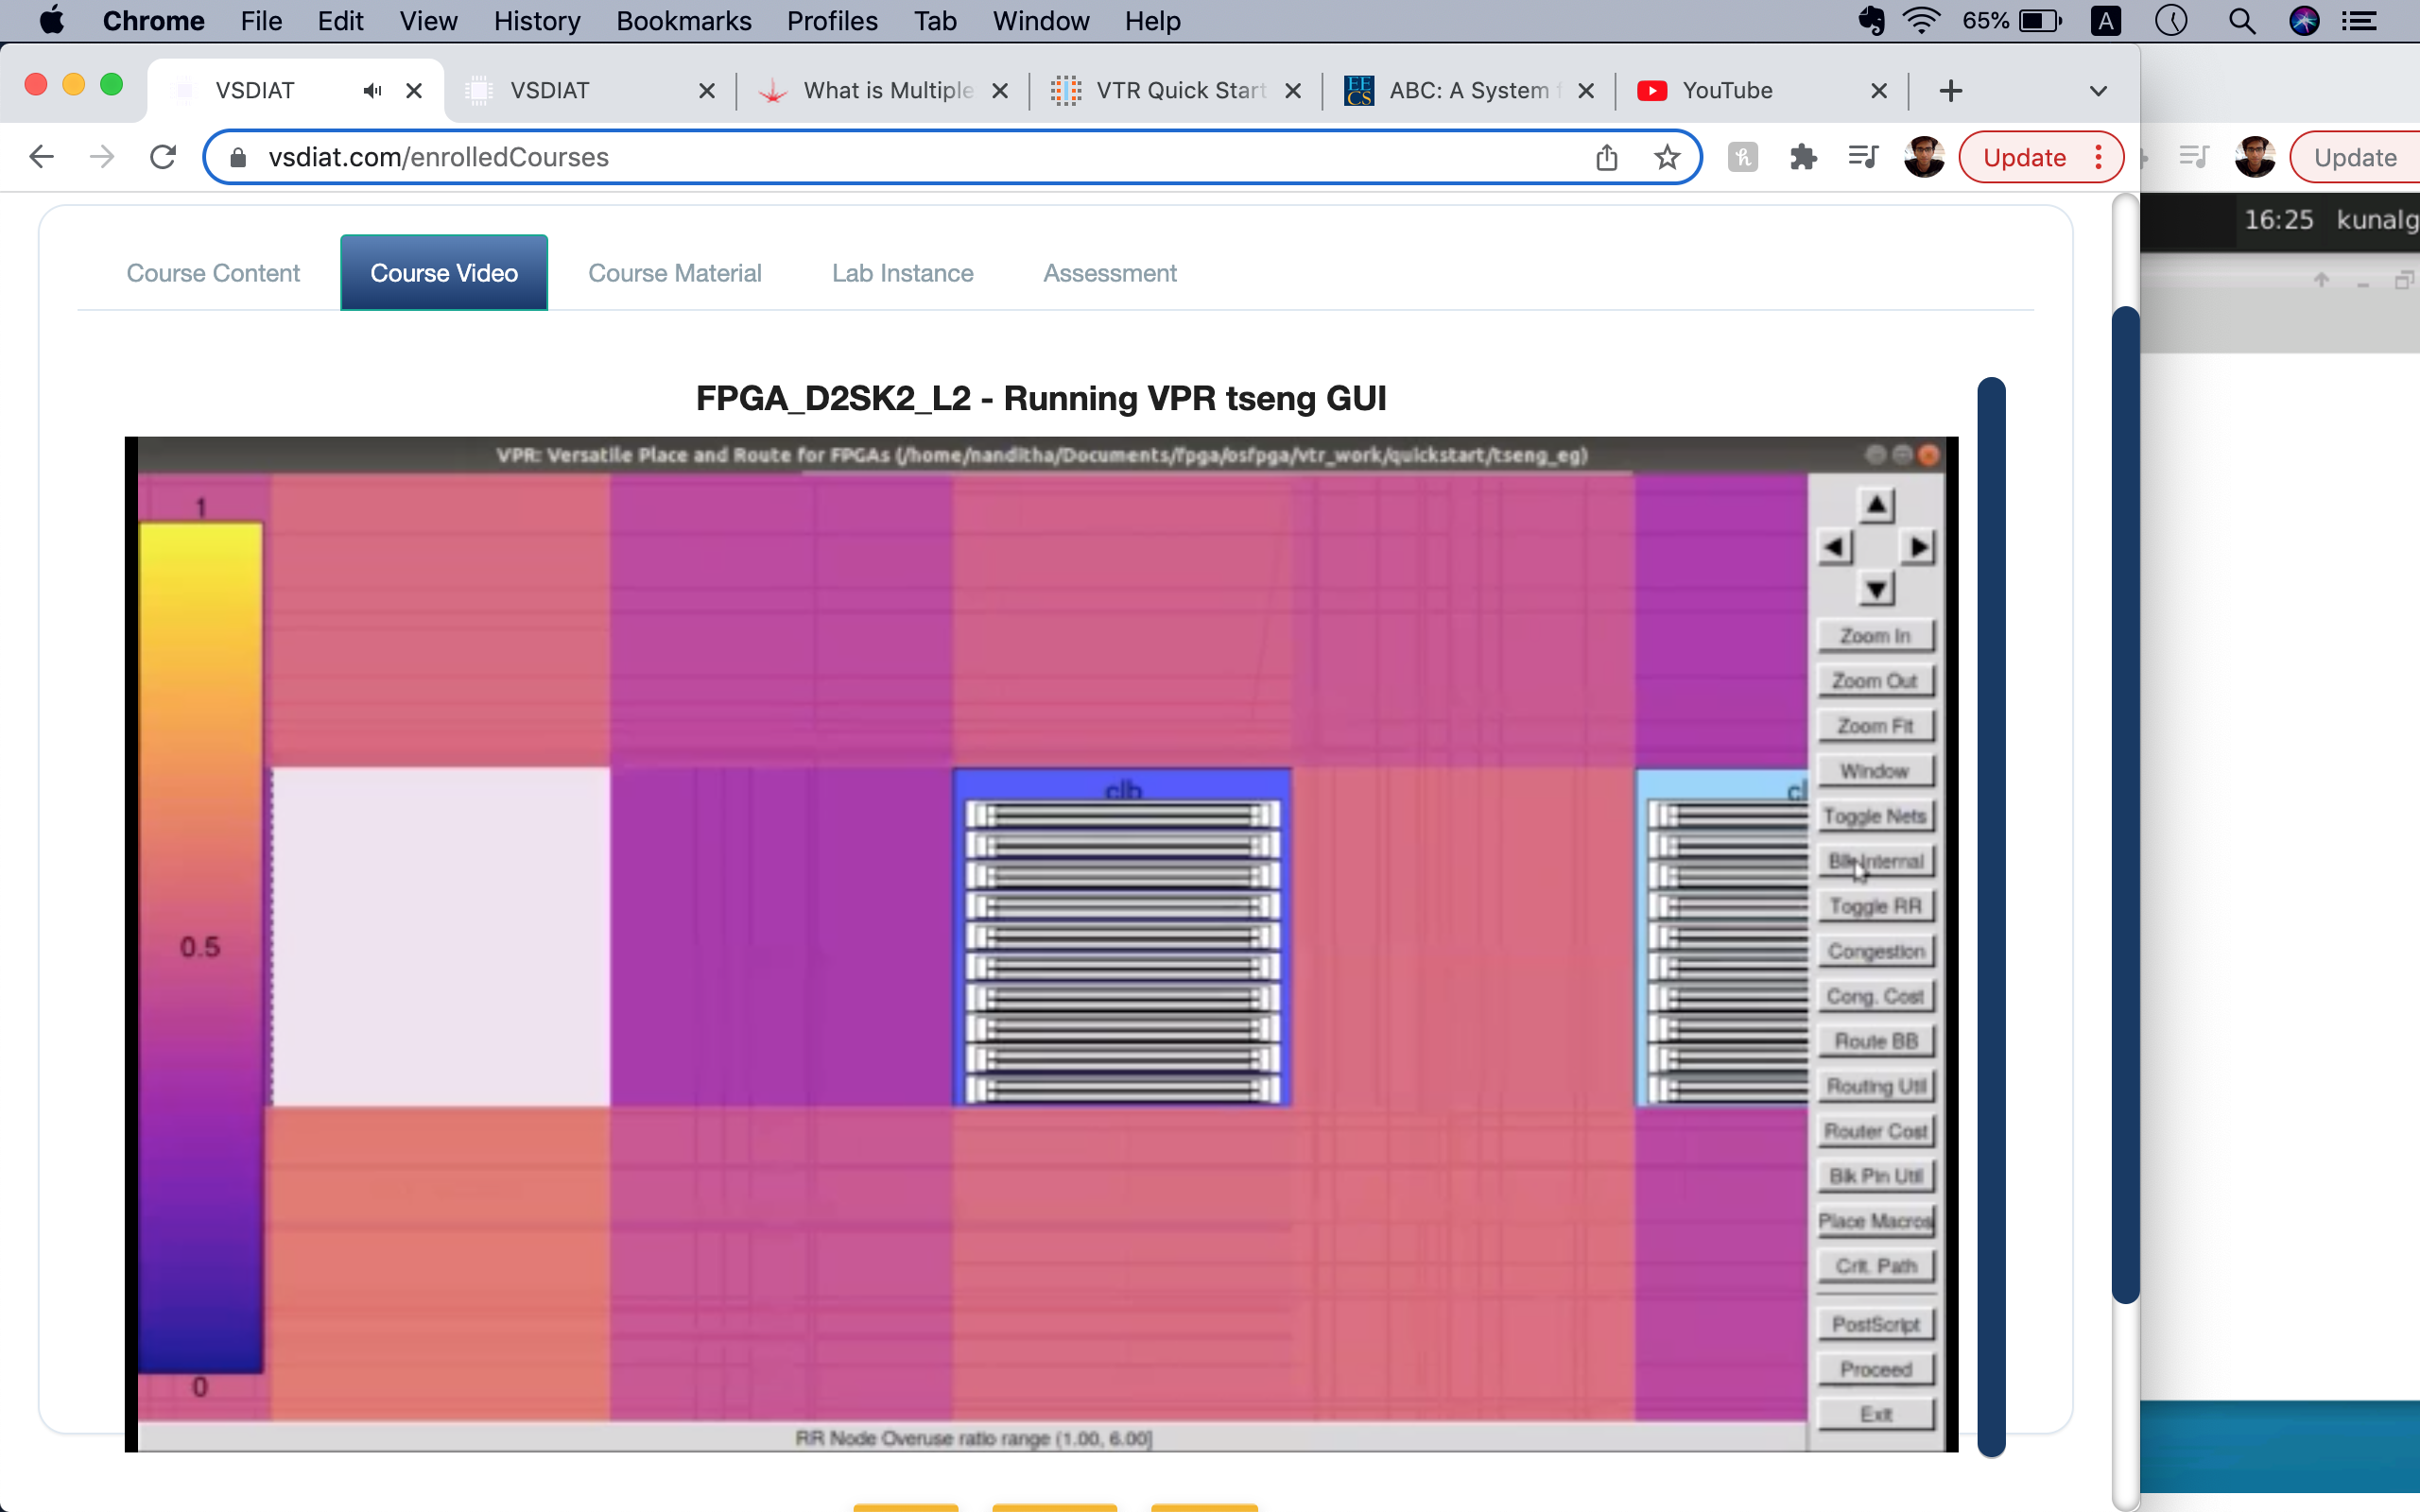 Chrome File Edit View History Bookmarks Profiles Tab Window Help 65% A
VSDIAT VSDIAT What is Multiple VTR Quick Start EECS ABC: A System f YouTube
vsdiat.com/enrolledCourses Update Update
16:25 kunalg
Course Content Course Video Course Material Lab Instance Assessment
FPGA_D2SK2_L2 - Running VPR tseng GUI
VPR: Versatile Place and Route for FPGAs (/home/nanditha/Documents/fpga/osfpga/vtr_work/quickstart/tseng_eg)
1
0.5
0
clb
cl
Zoom In
Zoom Out
Zoom Fit
Window
Toggle Nets
Blk Internal
Toggle RR
Congestion
Cong. Cost
Route BB
Routing Util
Router Cost
Blk Pin Util
Place Macros
Crit. Path
PostScript
Proceed
Exit
RR Node Overuse ratio range (1.00, 6.00]